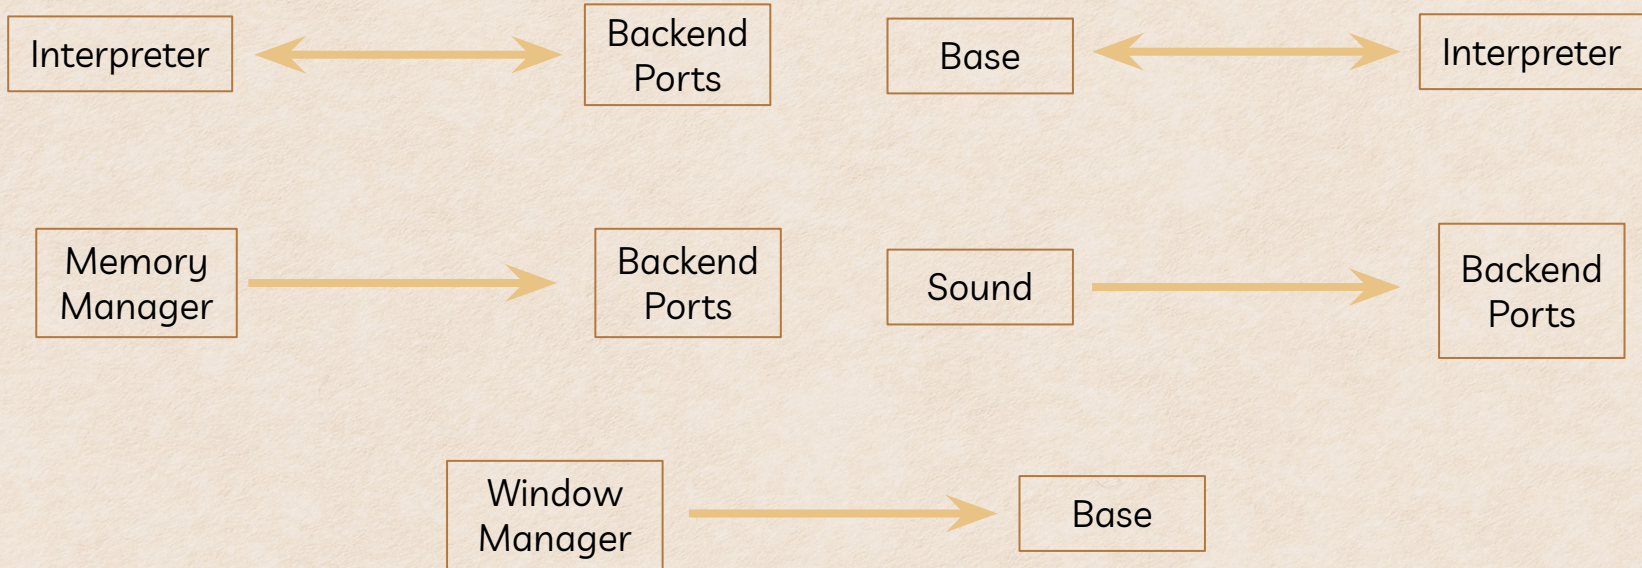 Interpreter
Backend
Ports
Base
Interpreter
Memory
Manager
Backend
Ports
Sound
Backend
Ports
Window
Manager
Base